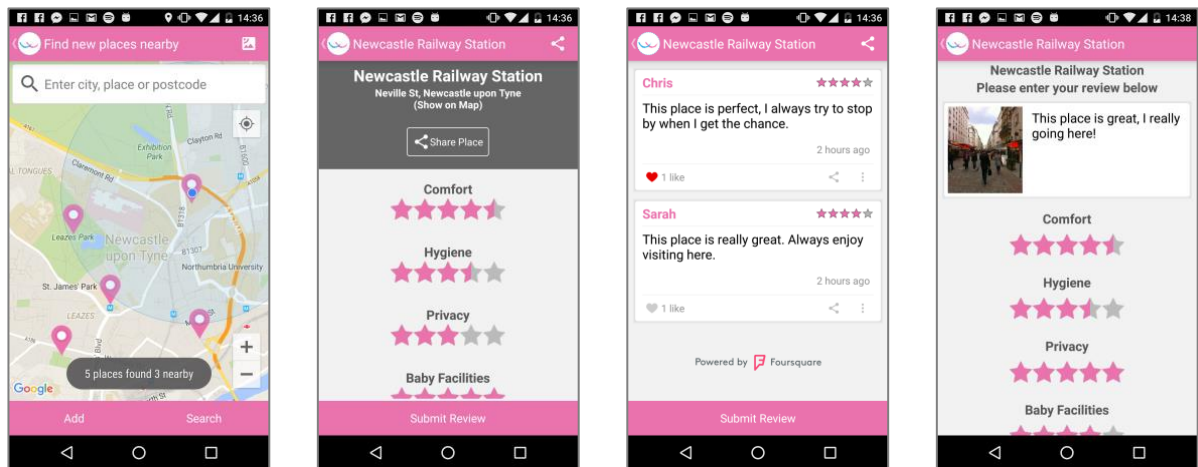 14:36
Find new places nearby
Enter city, place or postcode
Clayton Rd
B1600
Exhibition
Park
Claremont Rd
B1318
Leazes Park
Newcastle
upon Tyne
B1307
Northumbria University
St. James' Park
LEAZES
5 places found 3 nearby
Google
Add
Search
14:36
Newcastle Railway Station
Newcastle Railway Station
Neville St, Newcastle upon Tyne
(Show on Map)
Share Place
Comfort
Hygiene
Privacy
Baby Facilities
Submit Review
14:36
Newcastle Railway Station
Chris
This place is perfect, I always try to stop
by when I get the chance.
2 hours ago
1 like
Sarah
This place is really great. Always enjoy
visiting here.
2 hours ago
1 like
Powered by Foursquare
Submit Review
14:38
Newcastle Railway Station
Newcastle Railway Station
Please enter your review below
This place is great, I really
going here!
Comfort
Hygiene
Privacy
Baby Facilities